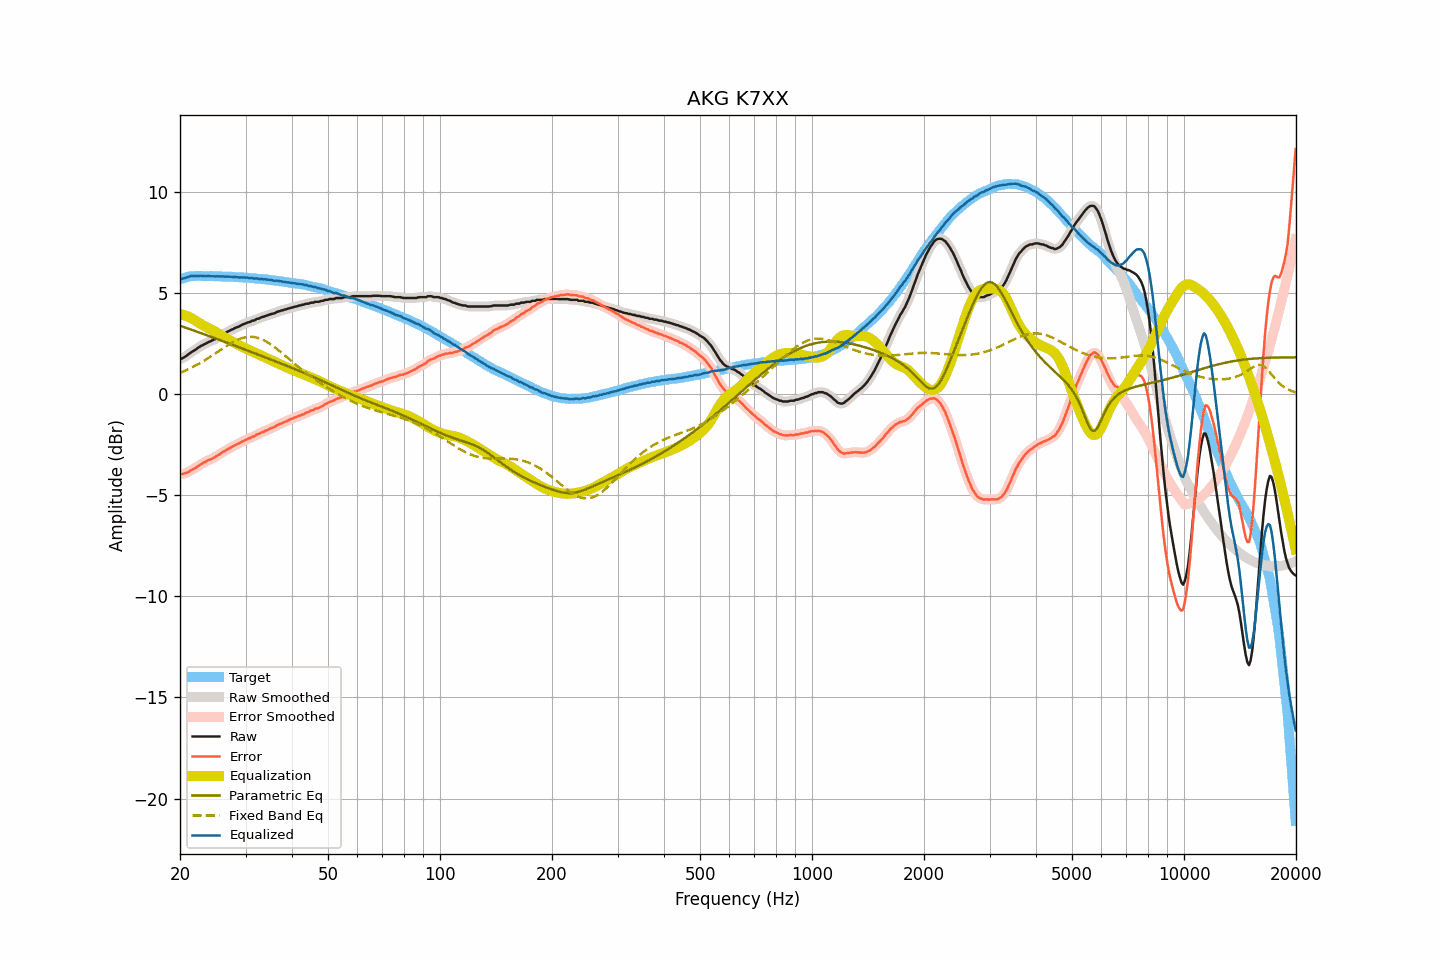 AKG K7XX
Amplitude (dBr)
10
5
0
−5
−10
−15
−20
Target
Raw Smoothed
Error Smoothed
Raw
Error
Equalization
Parametric Eq
Fixed Band Eq
Equalized
20 50 100 200 500 1000 2000 5000 10000 20000
Frequency (Hz)